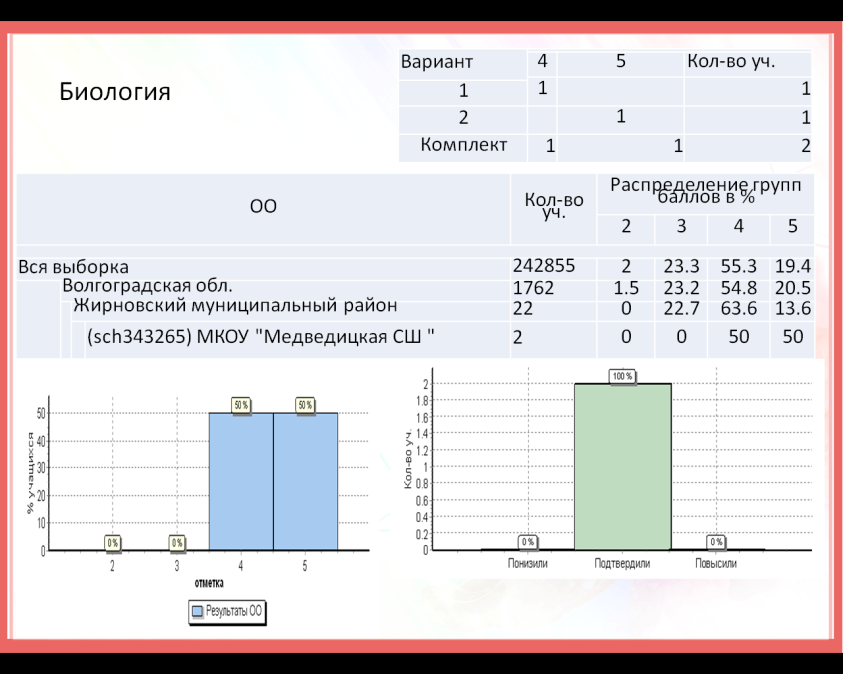 Биология
Вариант 4 5 Кол-во уч.
1 1 1
2 1 1
Комплект 1 1 2
ОО Кол-во уч. Распределение групп баллов в %
2 3 4 5
Вся выборка 242855 2 23.3 55.3 19.4
Волгоградская обл. 1762 1.5 23.2 54.8 20.5
Жирновский муниципальный район 22 0 22.7 63.6 13.6
(sch343265) МКОУ "Медведицкая СШ " 2 0 0 50 50
% учащихся
50
40
30
20
10
0
0 % 0 % 50 % 50 %
2 3 4 5
отметка
Результаты ОО
Кол-во уч.
2
1.8
1.6
1.4
1.2
1
0.8
0.6
0.4
0.2
0
0 % 100 % 0 %
Понизили Подтвердили Повысили